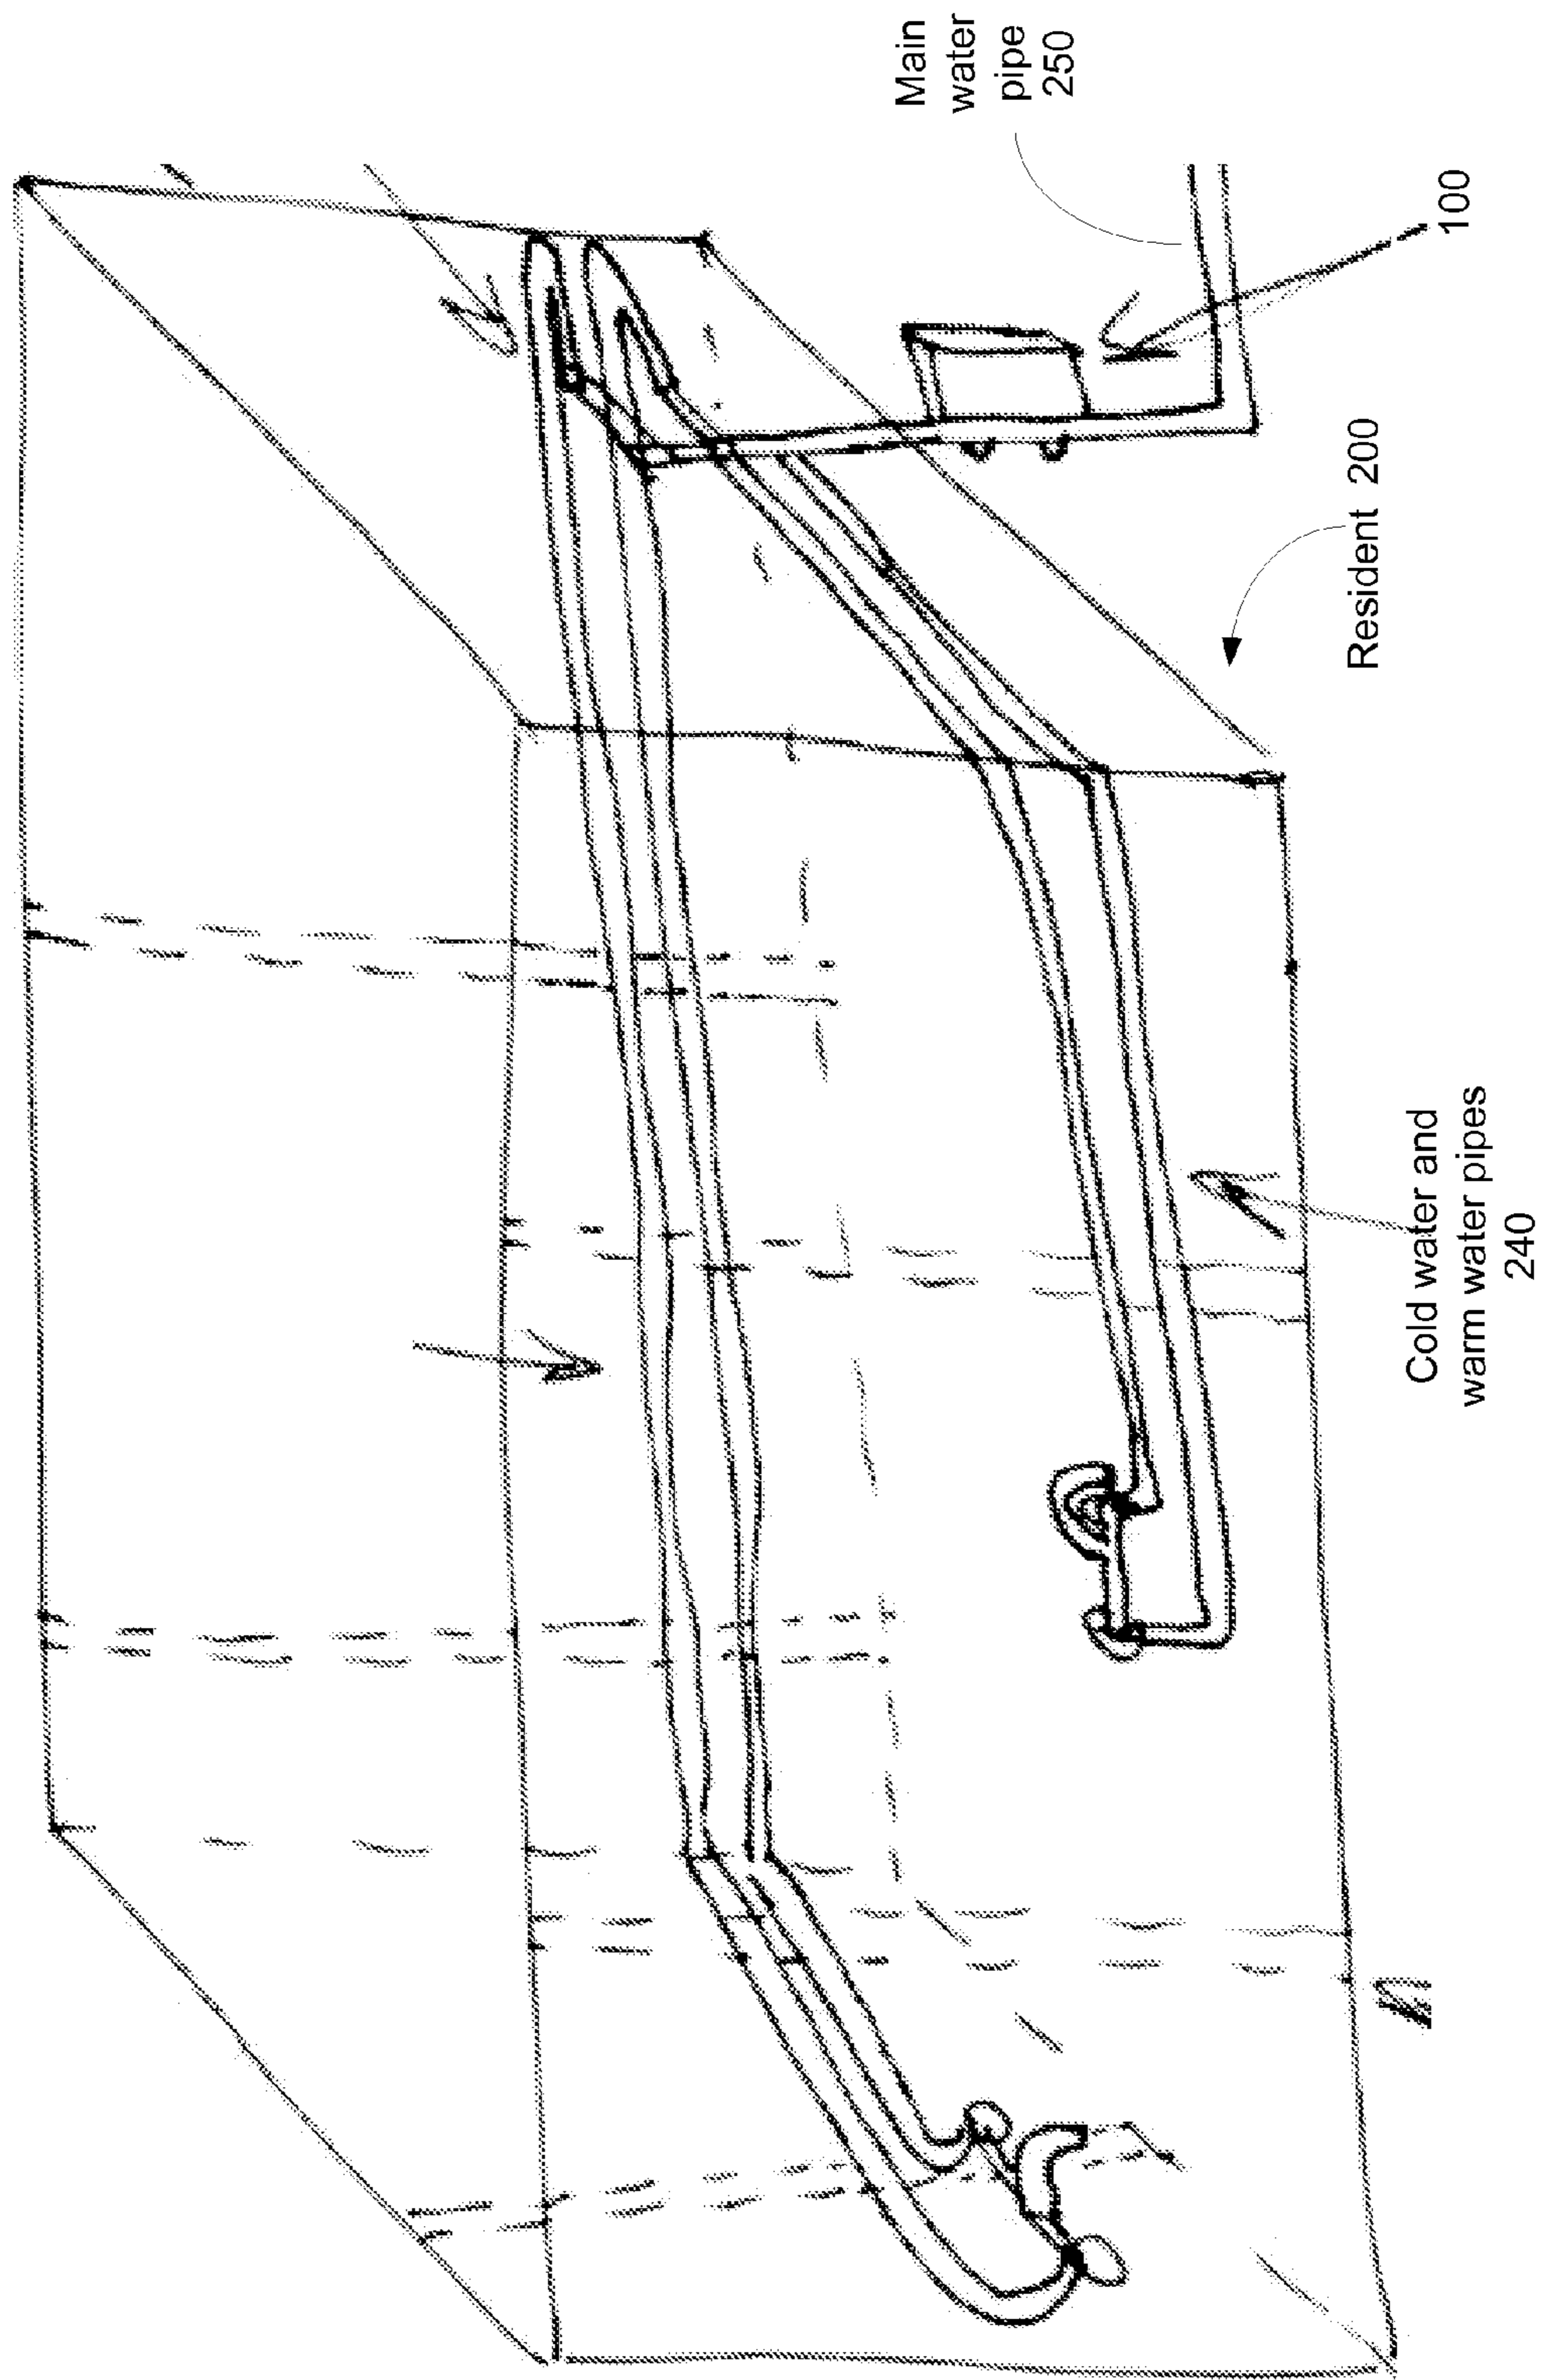 Main
water
pipe
250
100
Resident 200
Cold water and
warm water pipes
240